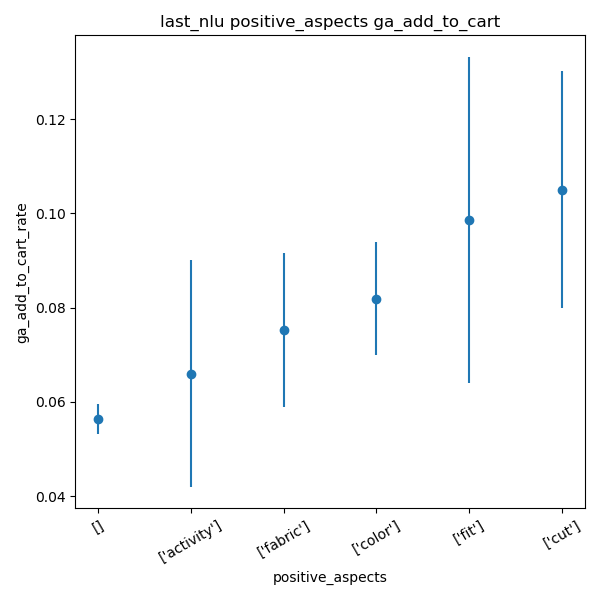 last_nlu positive_aspects ga_add_to_cart
ga_add_to_cart_rate
0.12
0.10
0.08
0.06
0.04
[]
['activity']
['fabric']
['color']
['fit']
['cut']
positive_aspects